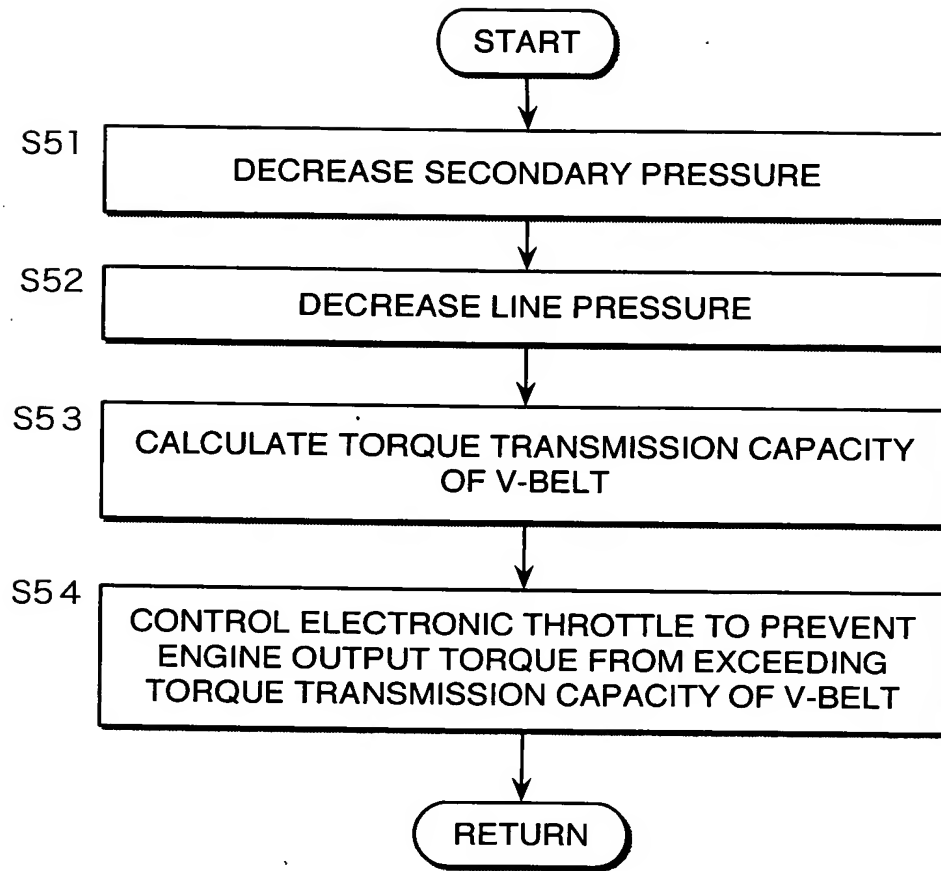 START
S51
DECREASE SECONDARY PRESSURE
S52
DECREASE LINE PRESSURE
S53
CALCULATE TORQUE TRANSMISSION CAPACITY
OF V-BELT
S54
CONTROL ELECTRONIC THROTTLE TO PREVENT
ENGINE OUTPUT TORQUE FROM EXCEEDING
TORQUE TRANSMISSION CAPACITY OF V-BELT
RETURN